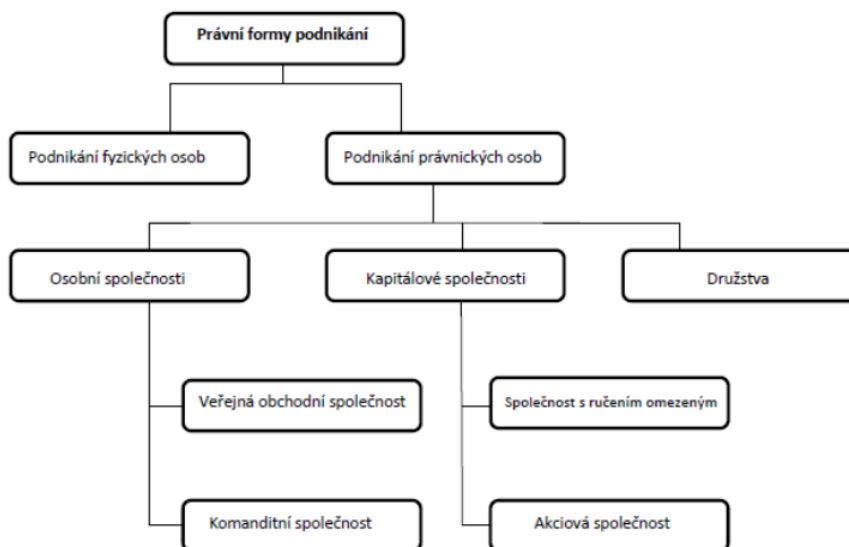 Právní formy podnikání
Podnikání fyzických osob
Podnikání právnických osob
Osobní společnosti
Kapitálové společnosti
Družstva
Veřejná obchodní společnost
Společnost s ručením omezeným
Komanditní společnost
Akciová společnost